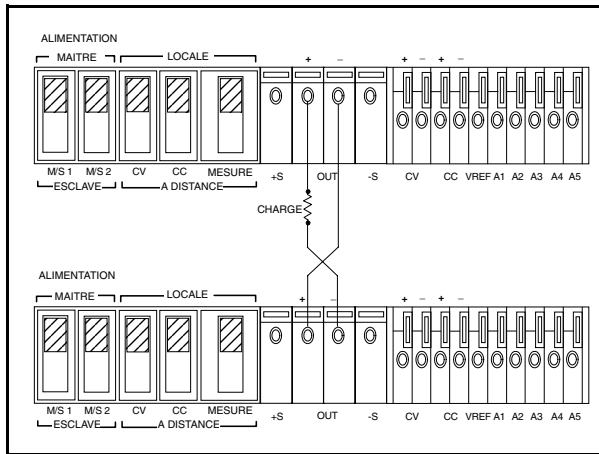 ALIMENTATION
MAITRE LOCALE
+ – + – + –
M/S 1 M/S 2 CV CC MESURE +S OUT -S CV CC VREF A1 A2 A3 A4 A5
ESCLAVE A DISTANCE
CHARGE
ALIMENTATION
MAITRE LOCALE
+ – + – + –
M/S 1 M/S 2 CV CC MESURE +S OUT -S CV CC VREF A1 A2 A3 A4 A5
ESCLAVE A DISTANCE